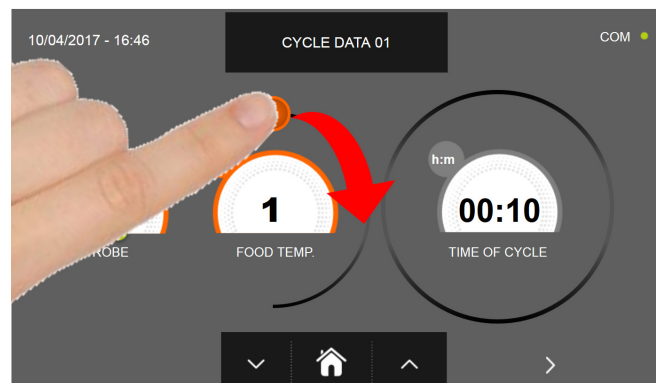 10/04/2017 - 16:46
CYCLE DATA 01
COM
h:m
1
00:10
FOOD TEMP.
TIME OF CYCLE